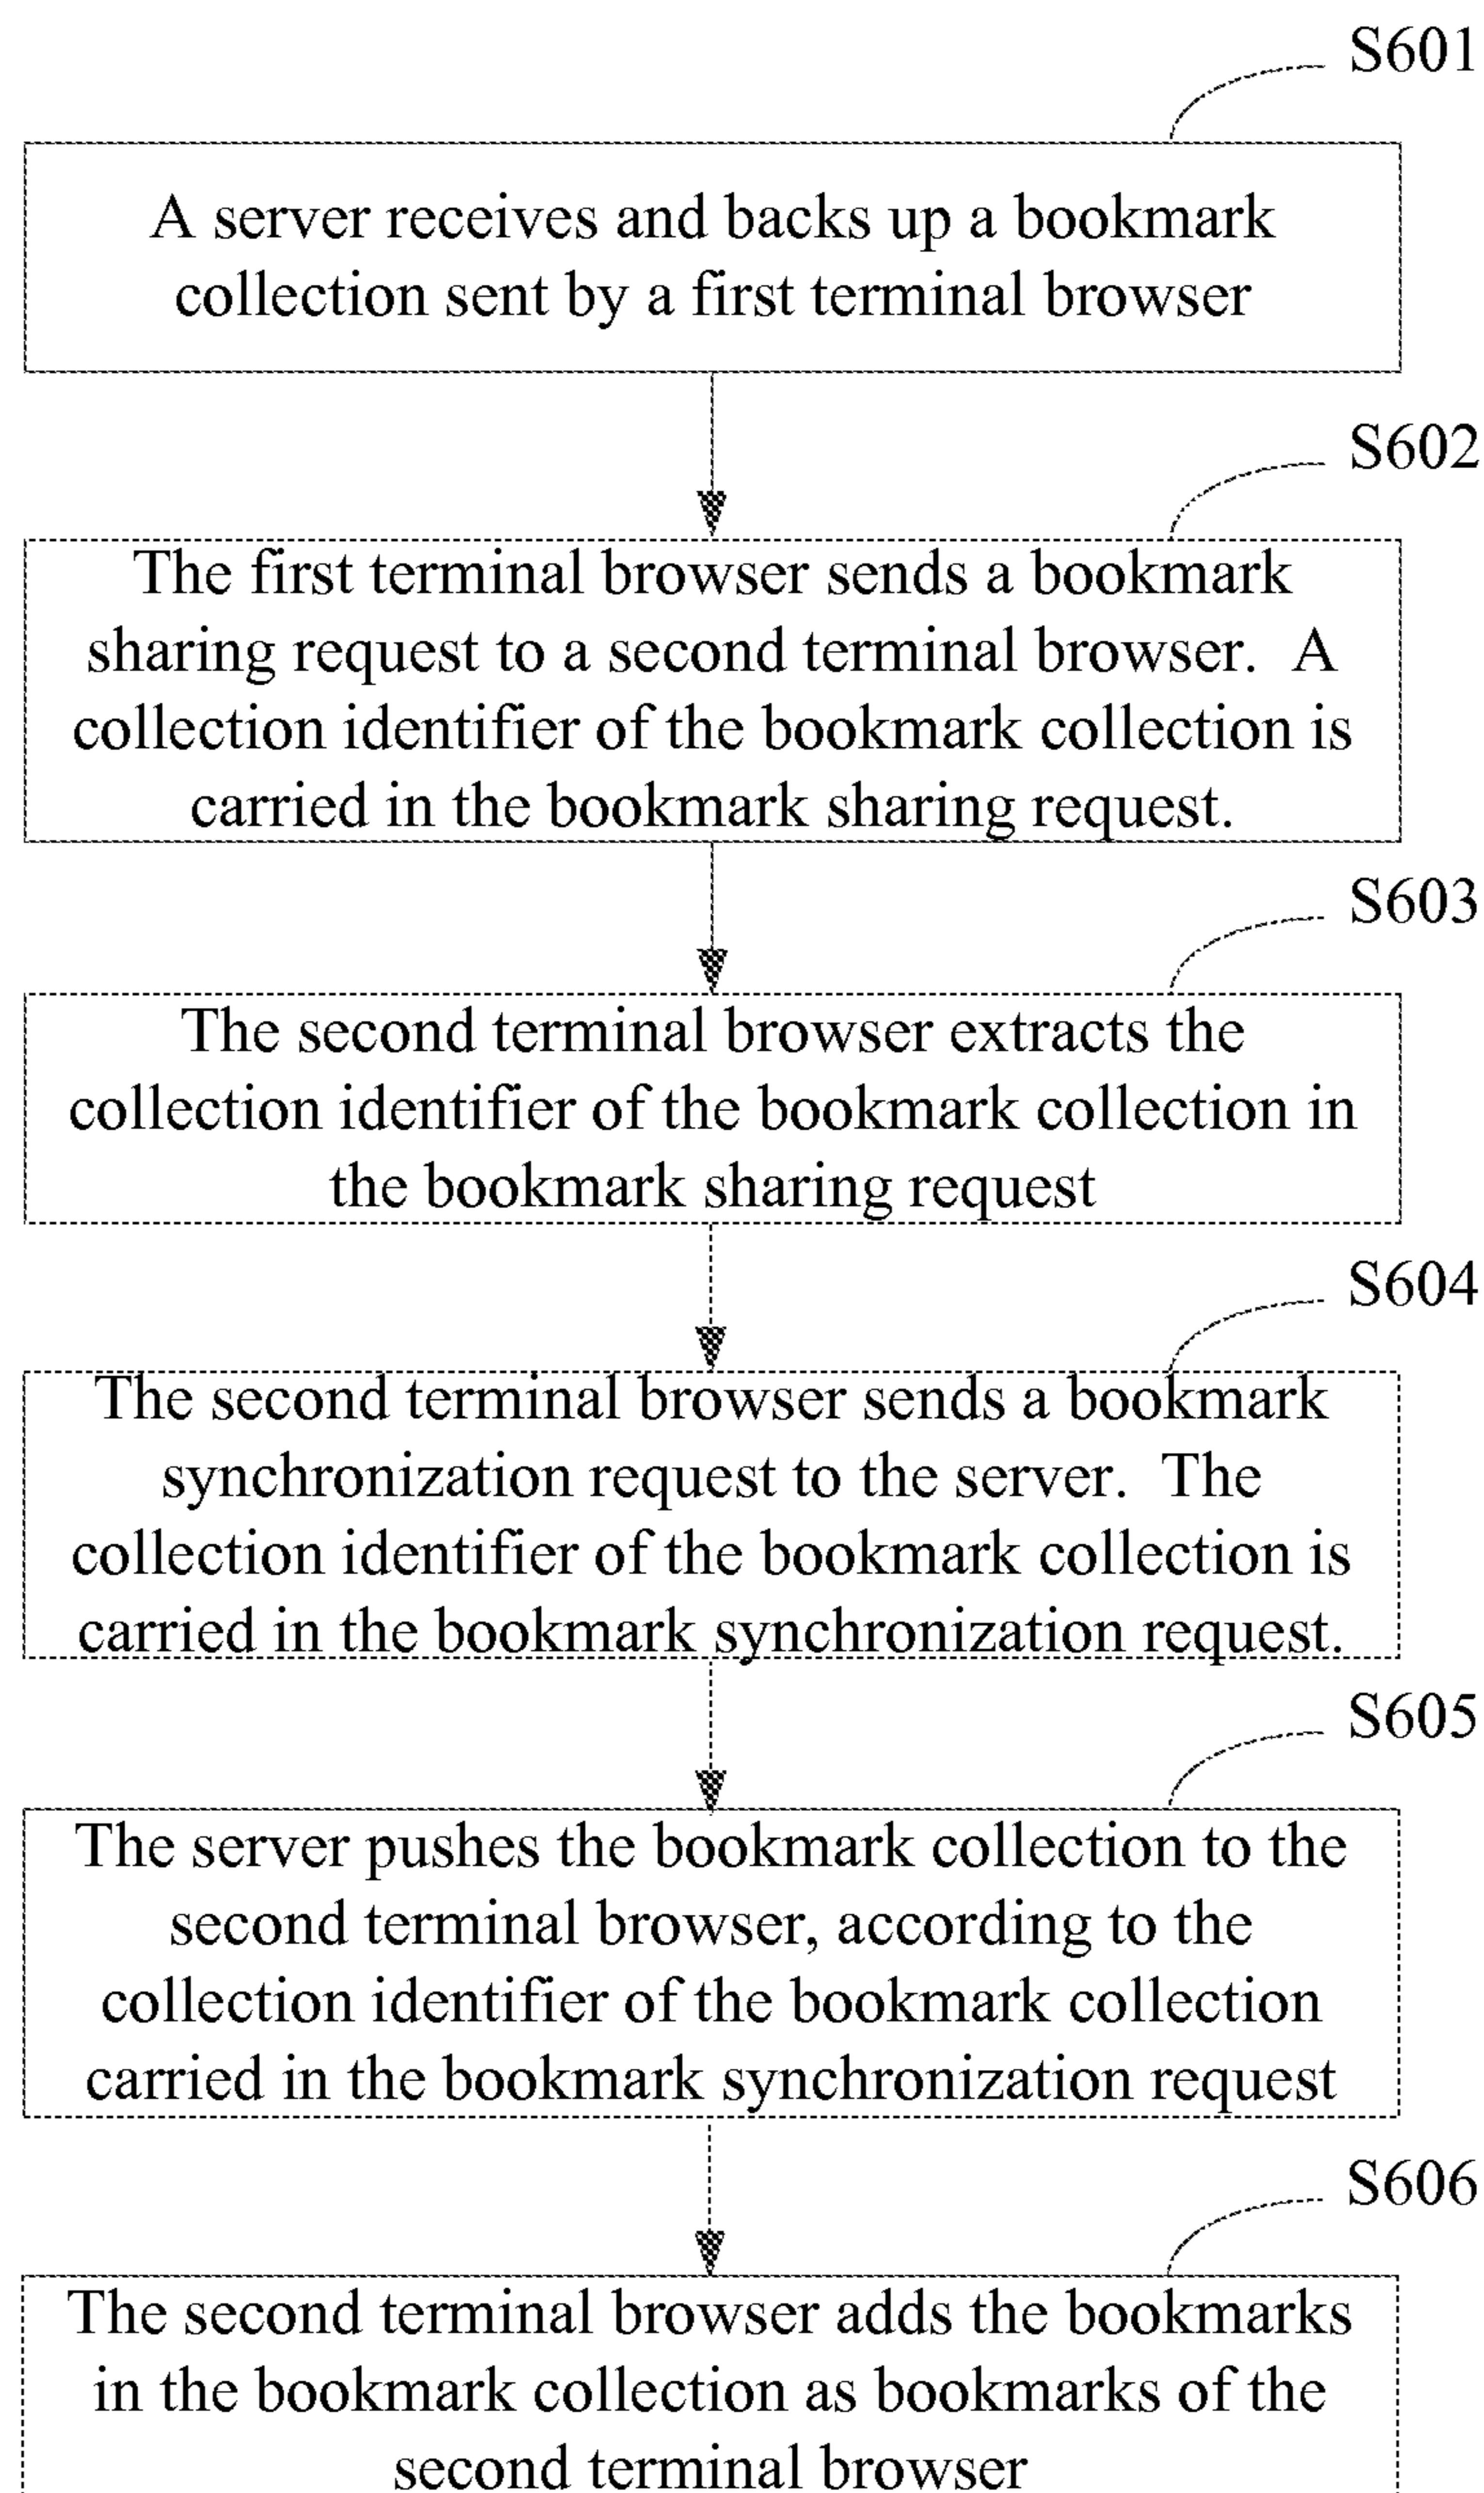 S601
A server receives and backs up a bookmark
collection sent by a first terminal browser
S602
The first terminal browser sends a bookmark
sharing request to a second terminal browser.  A
collection identifier of the bookmark collection is
carried in the bookmark sharing request.
S603
The second terminal browser extracts the
collection identifier of the bookmark collection in
the bookmark sharing request
S604
The second terminal browser sends a bookmark
synchronization request to the server.  The
collection identifier of the bookmark collection is
carried in the bookmark synchronization request.
S605
The server pushes the bookmark collection to the
second terminal browser, according to the
collection identifier of the bookmark collection
carried in the bookmark synchronization request
S606
The second terminal browser adds the bookmarks
in the bookmark collection as bookmarks of the
second terminal browser